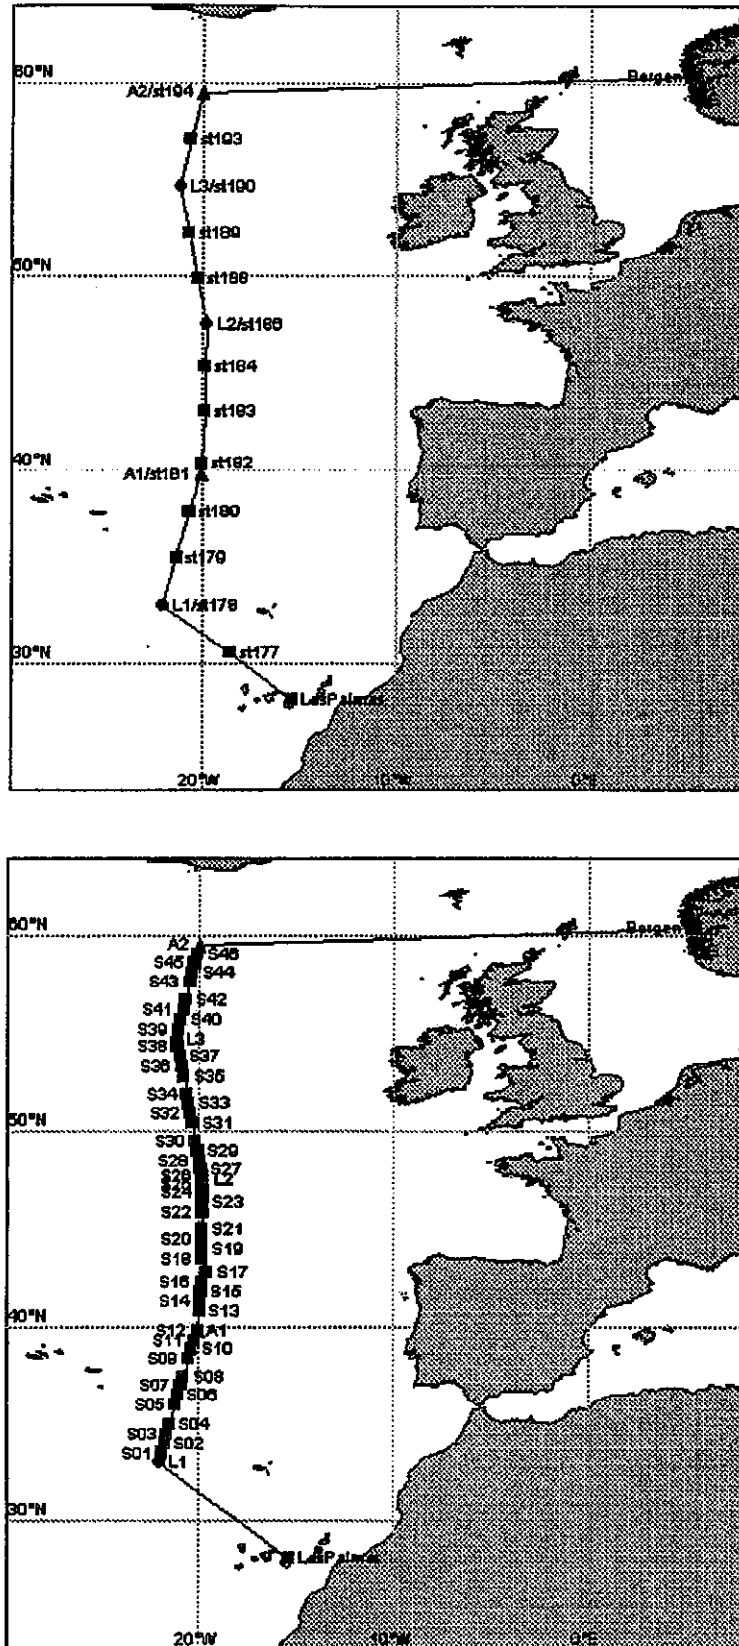 60°N
Bergen
A2/st194
st193
L3/st190
st189
50°N
st188
L2/st186
st184
st183
40°N
st182
A1/st181
st180
st179
L1/st178
30°N
st177
LasPalmas
20°W 10°W 0°E
60°N
Bergen
A2
S46
S45
S44
S43
S42
S41
S40
S39
L3
S38
S37
S36
S35
S34
S33
S32
50°N
S31
S30
S29
S28
S27
L2
S24
S23
S22
S21
S20
S19
S18
S17
S16
S15
S14
S13
40°N
S12 A1
S11
S10
S09
S08
S07
S06
S05
S04
S03
S02
S01
L1
30°N
LasPalmas
20°W 10°W 0°E